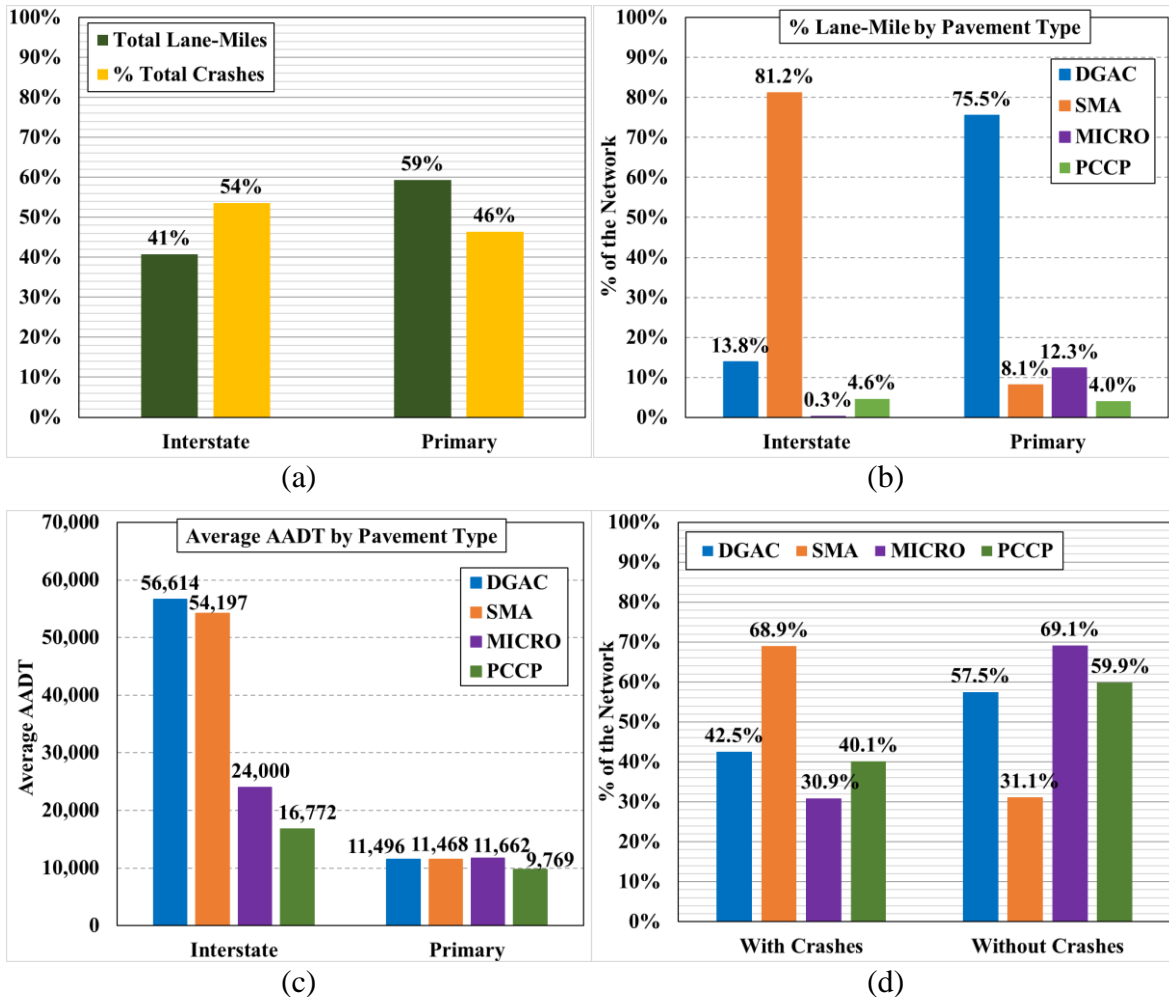 100%
90%
80%
70%
60%
50%
40%
30%
20%
10%
0%
Total Lane-Miles
% Total Crashes
41%
54%
59%
46%
Interstate
Primary
(a)
% Lane-Mile by Pavement Type
% of the Network
100%
90%
80%
70%
60%
50%
40%
30%
20%
10%
0%
DGAC
SMA
MICRO
PCCP
13.8%
81.2%
0.3%
4.6%
75.5%
8.1%
12.3%
4.0%
Interstate
Primary
(b)
Average AADT by Pavement Type
Average AADT
70,000
60,000
50,000
40,000
30,000
20,000
10,000
0
DGAC
SMA
MICRO
PCCP
56,614
54,197
24,000
16,772
11,496
11,468
11,662
9,769
Interstate
Primary
(c)
% of the Network
100%
90%
80%
70%
60%
50%
40%
30%
20%
10%
0%
DGAC SMA MICRO PCCP
42.5%
68.9%
30.9%
40.1%
57.5%
31.1%
69.1%
59.9%
With Crashes
Without Crashes
(d)